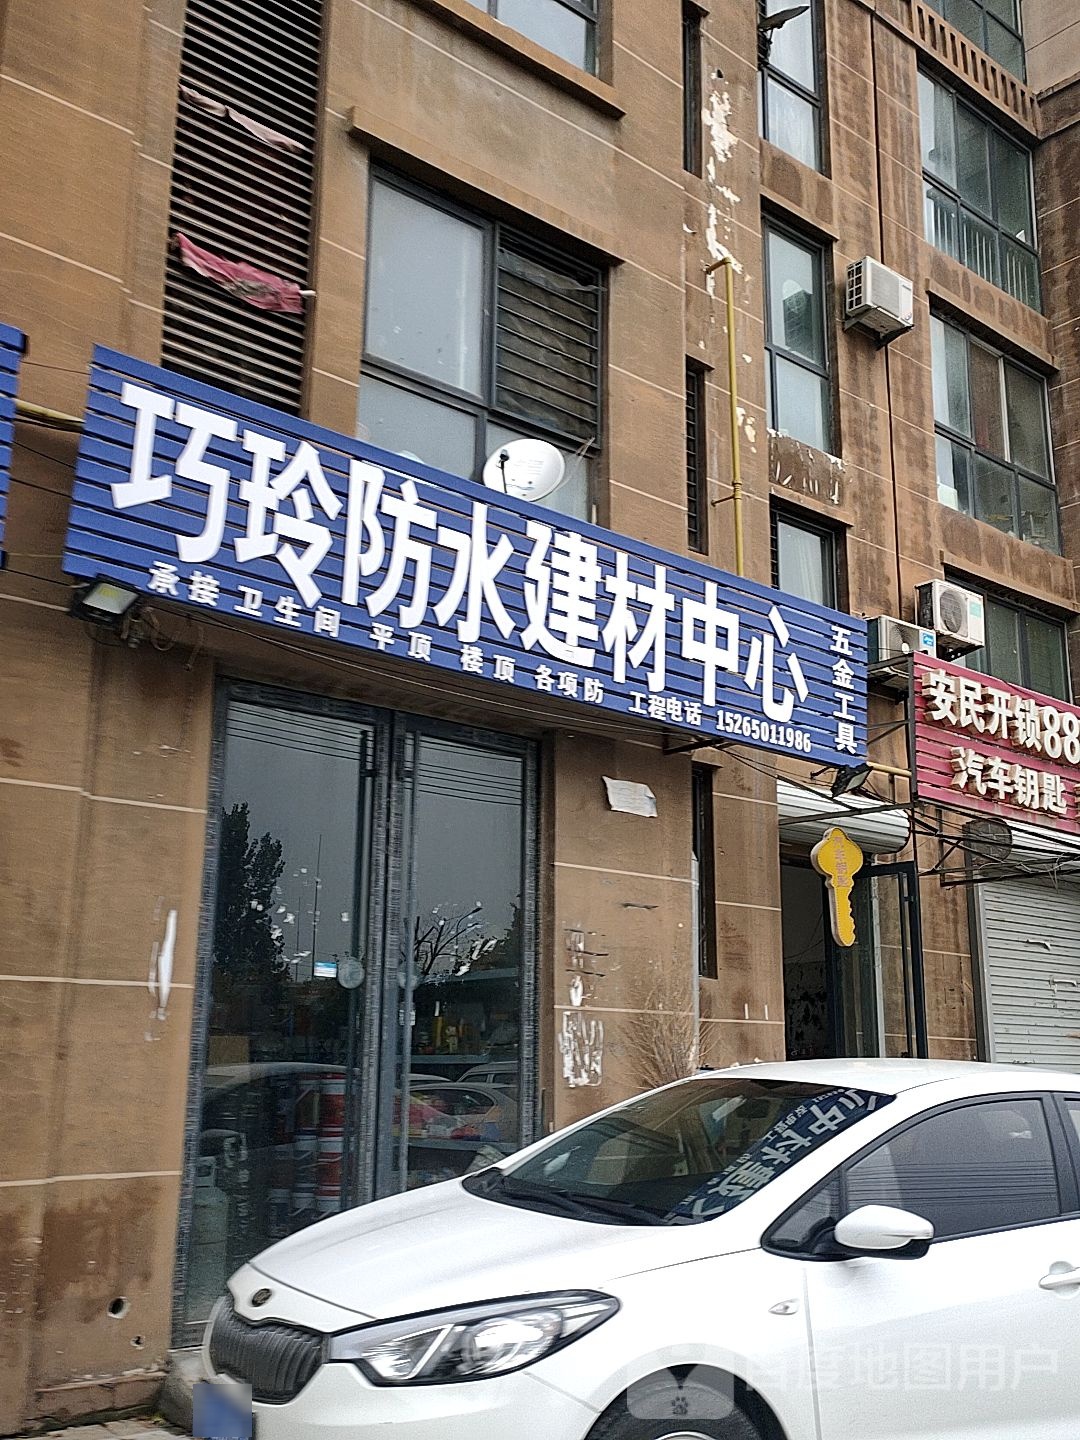 巧玲防水建材中心
五金工具
承接 卫生间 平顶 楼顶 各项防 工程电话 15265011986
安民开锁88
汽车钥匙
百度地图用户